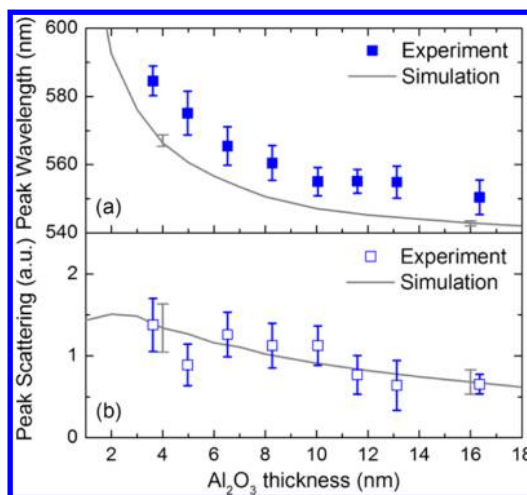 600
580
560
540
Peak Wavelength (nm)
Experiment
Simulation
(a)
2
1
0
Peak Scattering (a.u.)
Experiment
Simulation
(b)
2 4 6 8 10 12 14 16 18
Al₂O₃ thickness (nm)